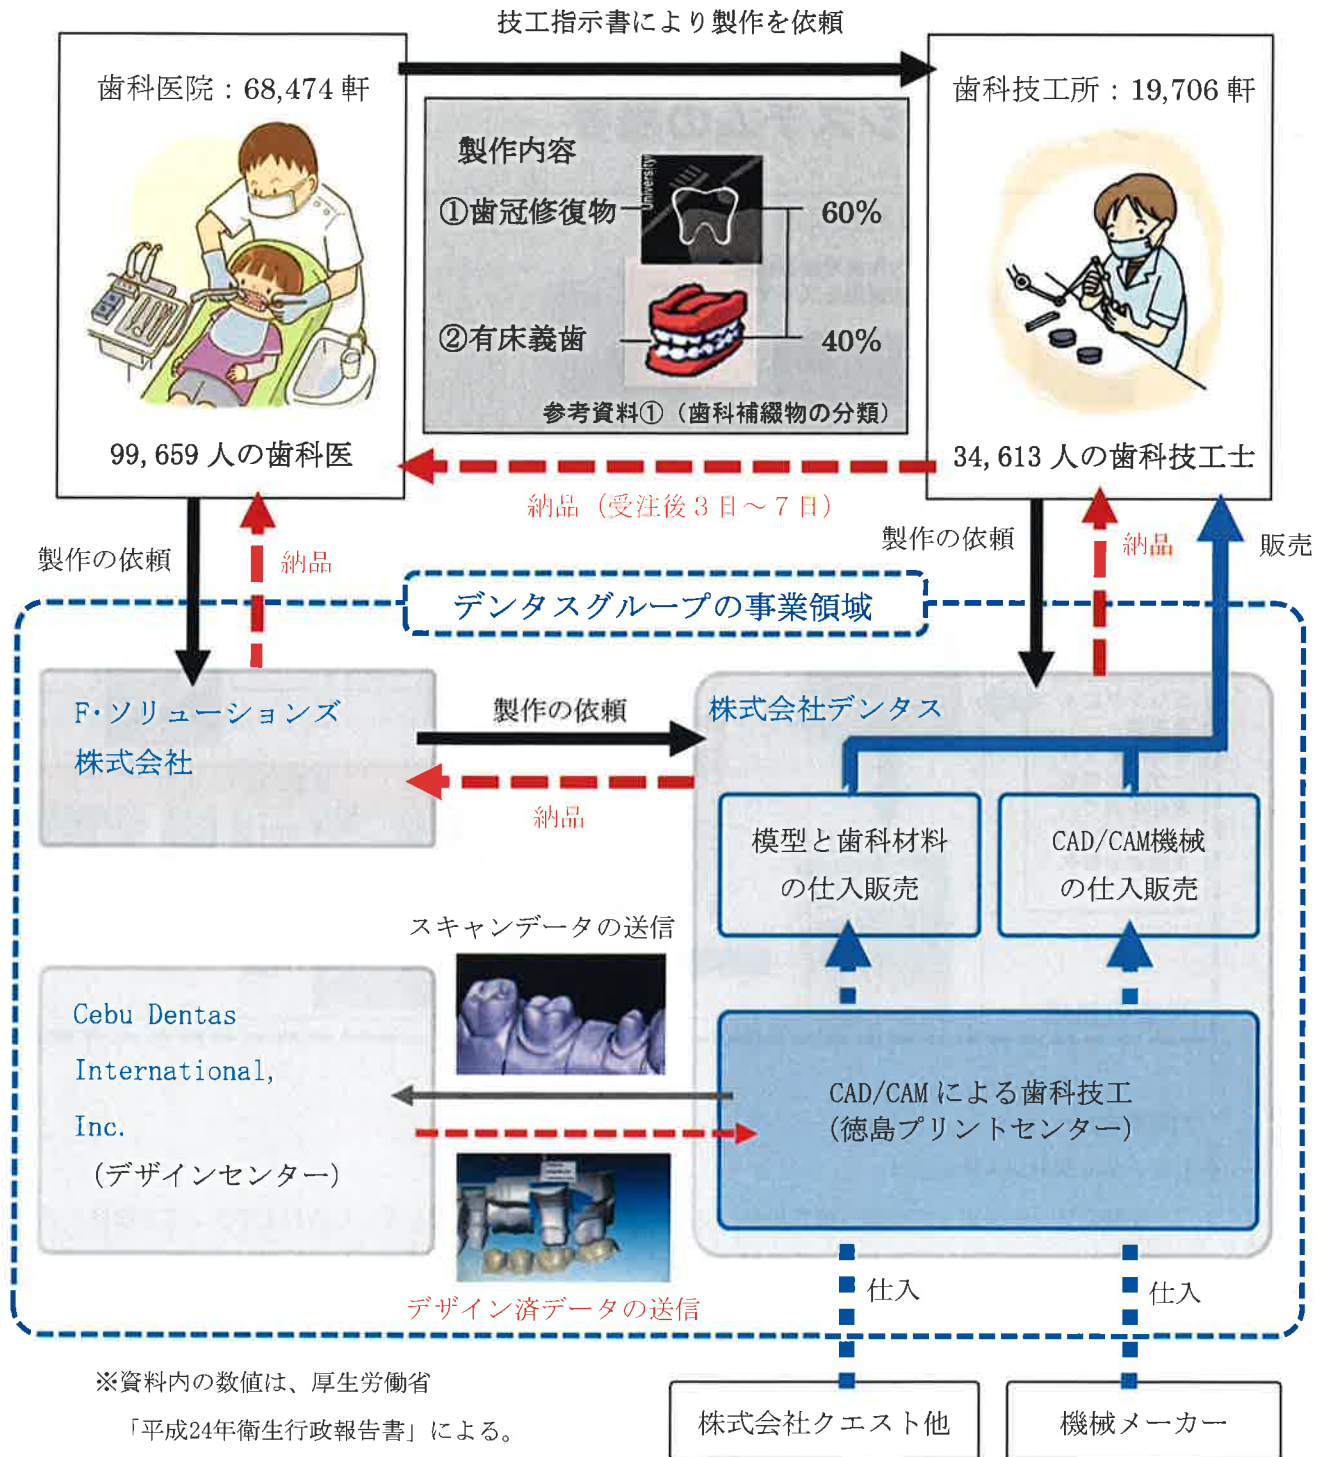 技工指示書により製作を依頼
歯科医院：68,474 軒
歯科技工所：19,706 軒
製作内容
University
①歯冠修復物
60%
②有床義歯
40%
参考資料①（歯科補綴物の分類）
99,659 人の歯科医
34,613 人の歯科技工士
納品（受注後３日～７日）
製作の依頼
納品
製作の依頼
納品
販売
デンタスグループの事業領域
F･ソリューションズ
株式会社
製作の依頼
納品
株式会社デンタス
模型と歯科材料
の仕入販売
CAD/CAM機械
の仕入販売
スキャンデータの送信
Cebu Dentas
International,
Inc.
（デザインセンター）
CAD/CAM による歯科技工
(徳島プリントセンター)
デザイン済データの送信
仕入
仕入
※資料内の数値は、厚生労働省
「平成24年衛生行政報告書」による。
株式会社クエスト他
機械メーカー